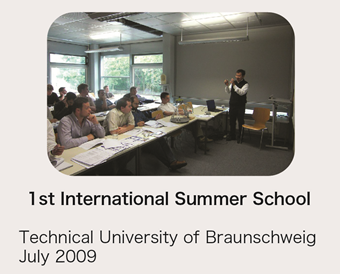 1st International Summer School
Technical University of Braunschweig
July 2009